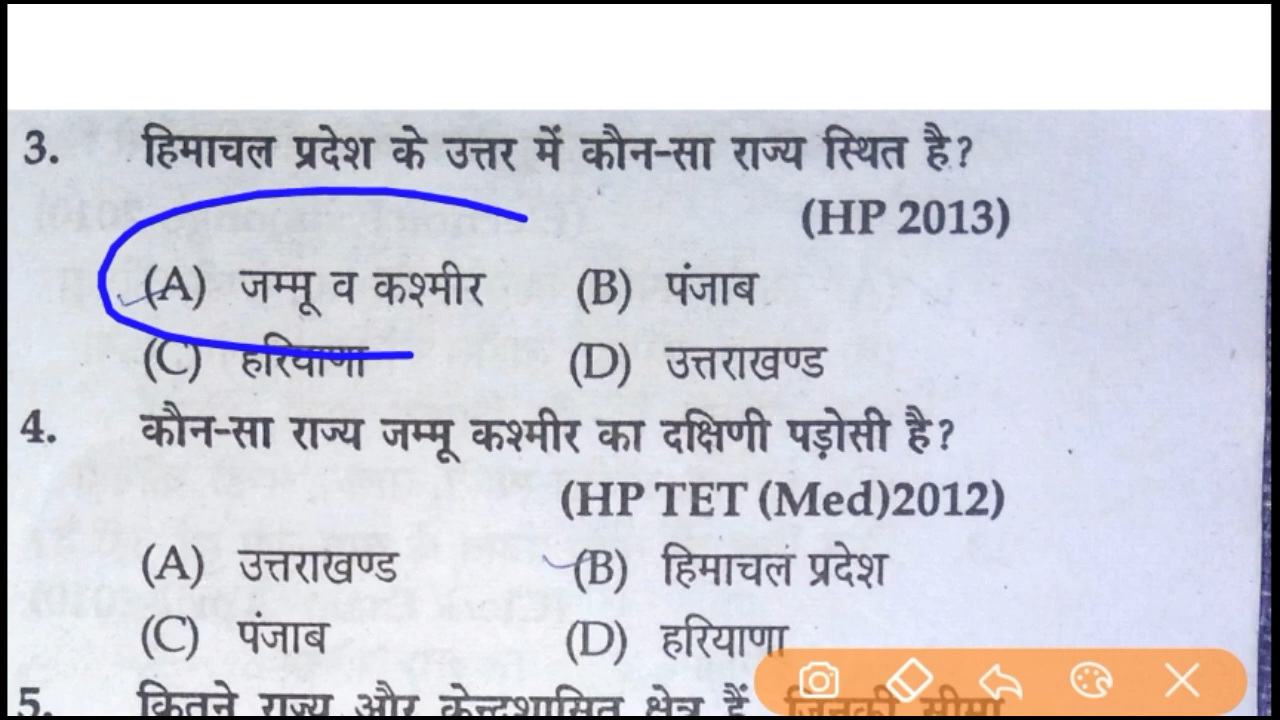 3. हिमाचल प्रदेश के उत्तर में कौन-सा राज्य स्थित है?
(HP 2013)
(A) जम्मू व कश्मीर (B) पंजाब
(C) हरियाणा (D) उत्तराखण्ड
4. कौन-सा राज्य जम्मू कश्मीर का दक्षिणी पड़ोसी है?
(HP TET (Med)2012)
(A) उत्तराखण्ड (B) हिमाचल प्रदेश
(C) पंजाब (D) हरियाणा
5. कितने राज्य और केन्द्रशासित क्षेत्र हैं जिनकी सीमा